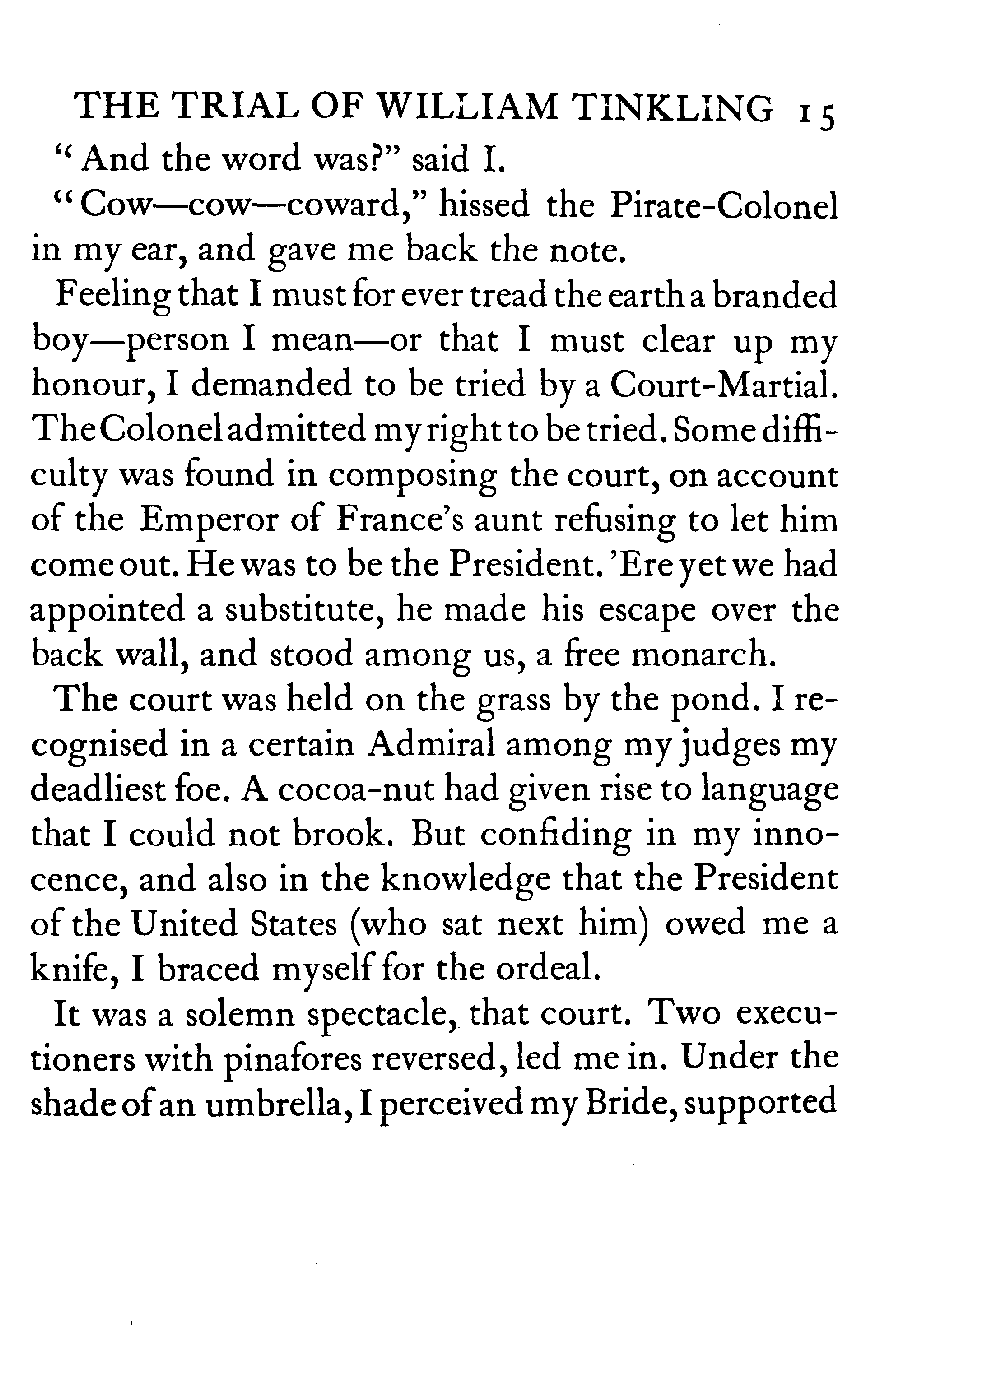 THE TRIAL OF WILLIAM TINKLING 15
“And the word was?” said I.
“Cow—cow—coward,” hissed the Pirate-Colonel
in my ear, and gave me back the note.
Feeling that I must for ever tread the earth a branded
boy—person I mean—or that I must clear up my
honour, I demanded to be tried by a Court-Martial.
The Colonel admitted my right to be tried. Some diffi-
culty was found in composing the court, on account
of the Emperor of France’s aunt refusing to let him
come out. He was to be the President. ’Ere yet we had
appointed a substitute, he made his escape over the
back wall, and stood among us, a free monarch.
The court was held on the grass by the pond. I re-
cognised in a certain Admiral among my judges my
deadliest foe. A cocoa-nut had given rise to language
that I could not brook. But confiding in my inno-
cence, and also in the knowledge that the President
of the United States (who sat next him) owed me a
knife, I braced myself for the ordeal.
It was a solemn spectacle, that court. Two execu-
tioners with pinafores reversed, led me in. Under the
shade of an umbrella, I perceived my Bride, supported